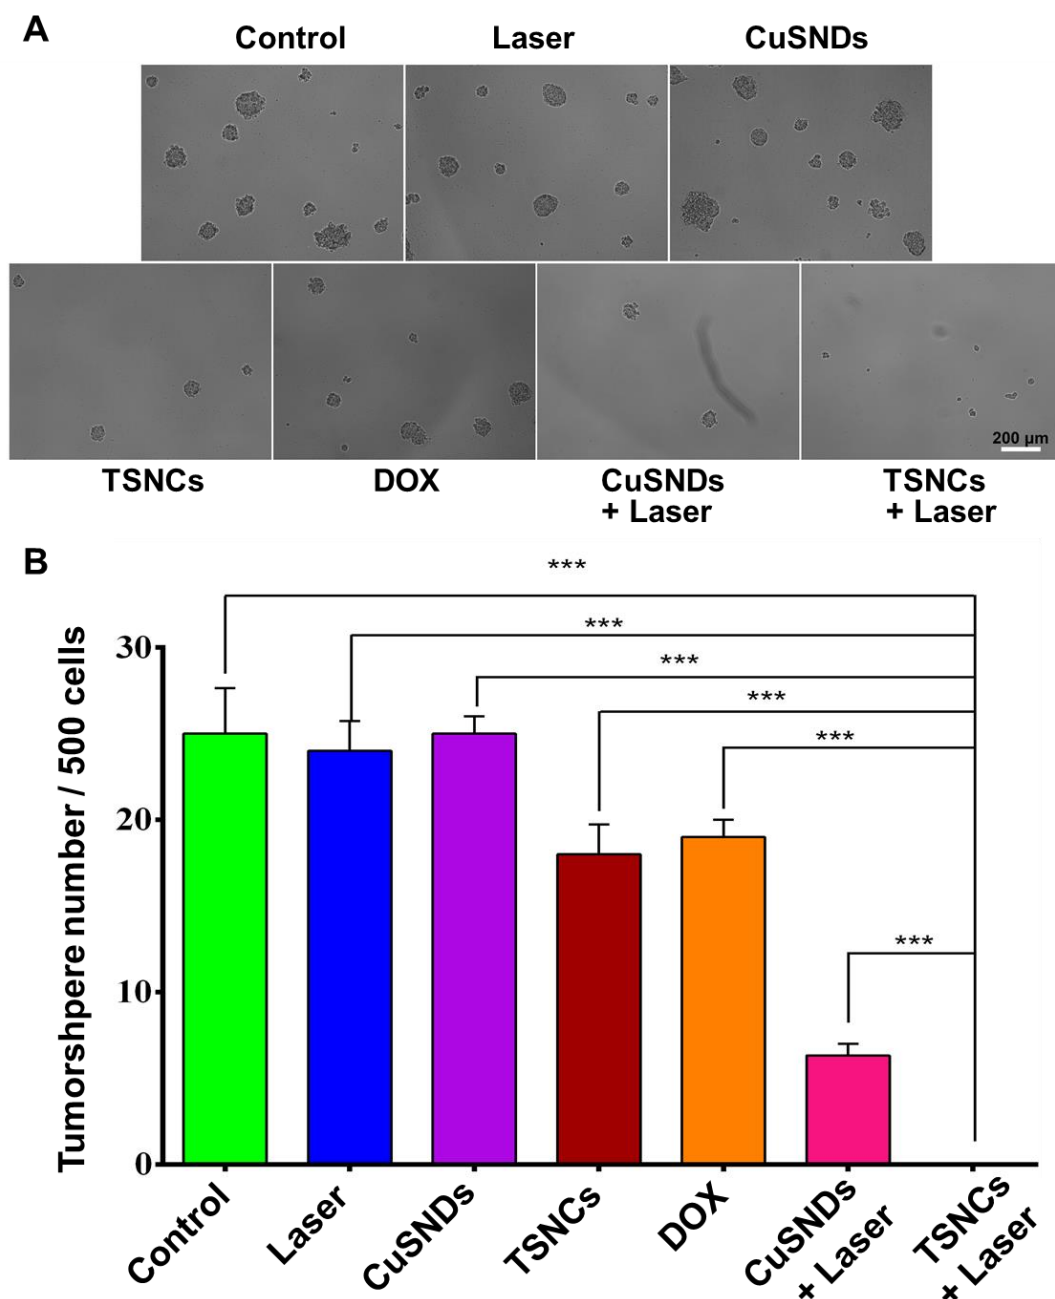 A
Control
Laser
CuSNDs
TSNCs
DOX
CuSNDs
+ Laser
TSNCs
+ Laser
200 μm
B
***
***
***
***
***
***
Tumorshpere number / 500 cells
30
20
10
0
Control
Laser
CuSNDs
TSNCs
DOX
CuSNDs
+ Laser
TSNCs
+ Laser